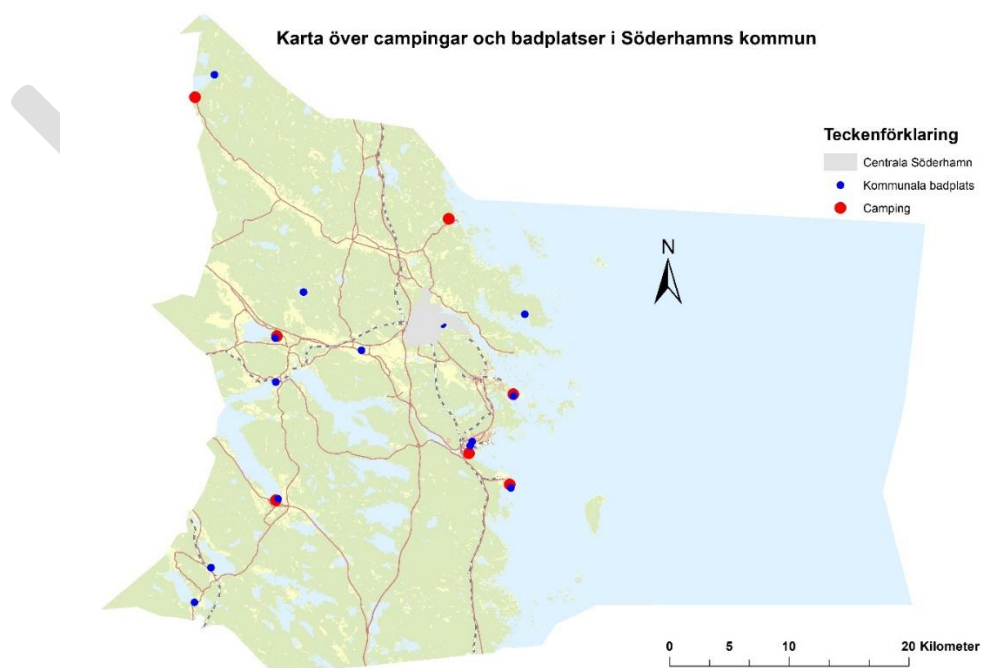 Karta över campingar och badplatser i Söderhamns kommun
Teckenförklaring
Centrala Söderhamn
Kommunala badplats
Camping
N
0 5 10 20 Kilometer